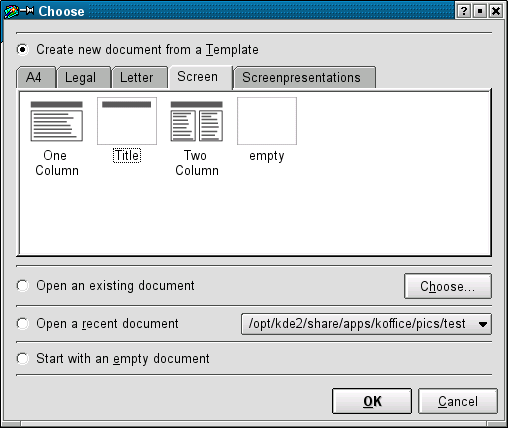 Choose
Create new document from a Template
A4 Legal Letter Screen Screenpresentations
One Column
Title
Two Column
empty
Open an existing document Choose...
Open a recent document /opt/kde2/share/apps/koffice/pics/test
Start with an empty document
OK Cancel